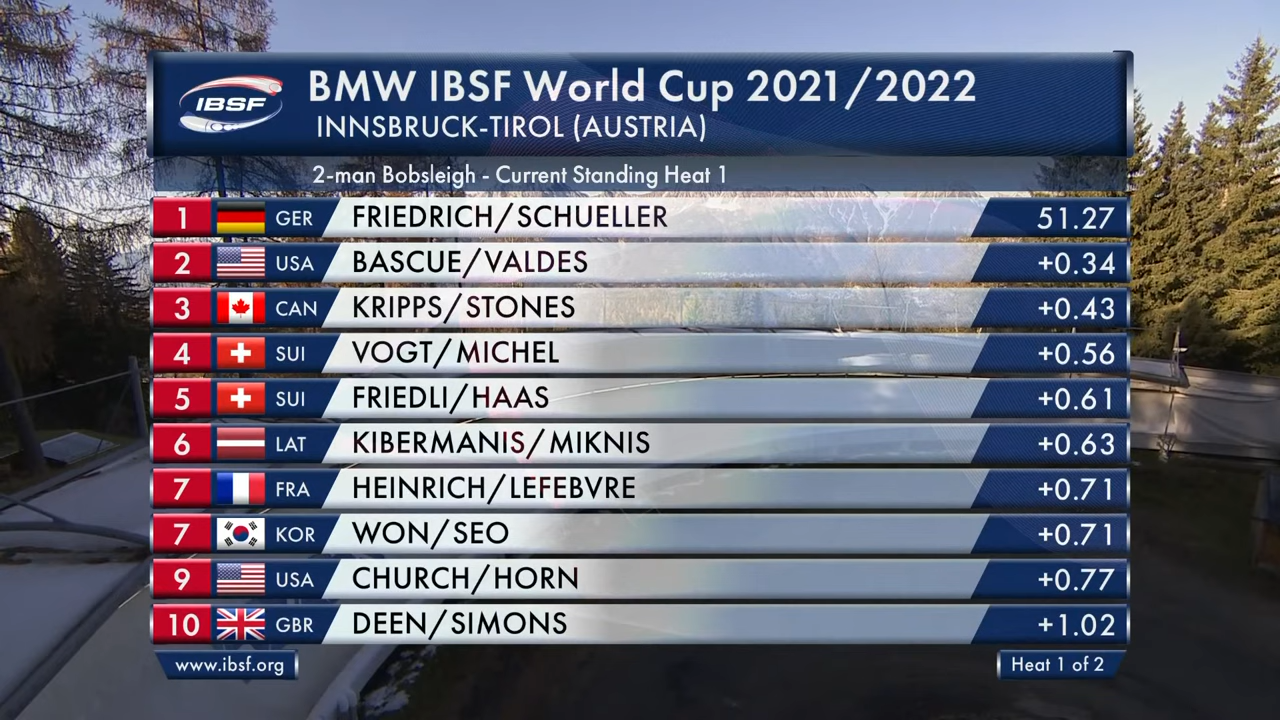 IBSF
BMW IBSF World Cup 2021/2022
INNSBRUCK-TIROL (AUSTRIA)
2-man Bobsleigh - Current Standing Heat 1
1 GER FRIEDRICH/SCHUELLER 51.27
2 USA BASCUE/VALDES +0.34
3 CAN KRIPPS/STONES +0.43
4 SUI VOGT/MICHEL +0.56
5 SUI FRIEDLI/HAAS +0.61
6 LAT KIBERMANIS/MIKNIS +0.63
7 FRA HEINRICH/LEFEBVRE +0.71
7 KOR WON/SEO +0.71
9 USA CHURCH/HORN +0.77
10 GBR DEEN/SIMONS +1.02
www.ibsf.org Heat 1 of 2